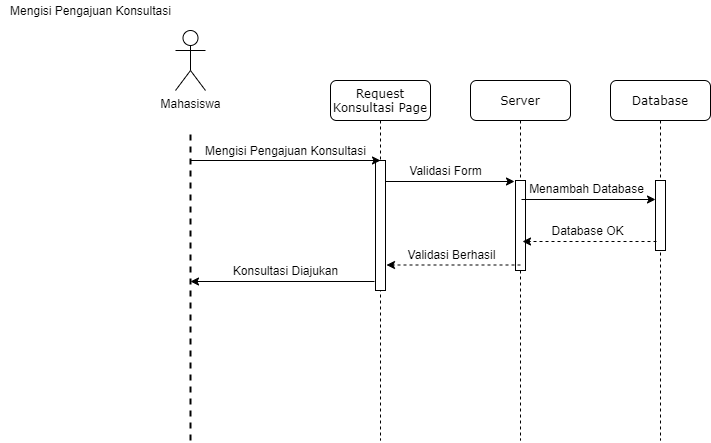 Mengisi Pengajuan Konsultasi
Mahasiswa
Request
Konsultasi Page
Server
Database
Mengisi Pengajuan Konsultasi
Validasi Form
Menambah Database
Database OK
Validasi Berhasil
Konsultasi Diajukan